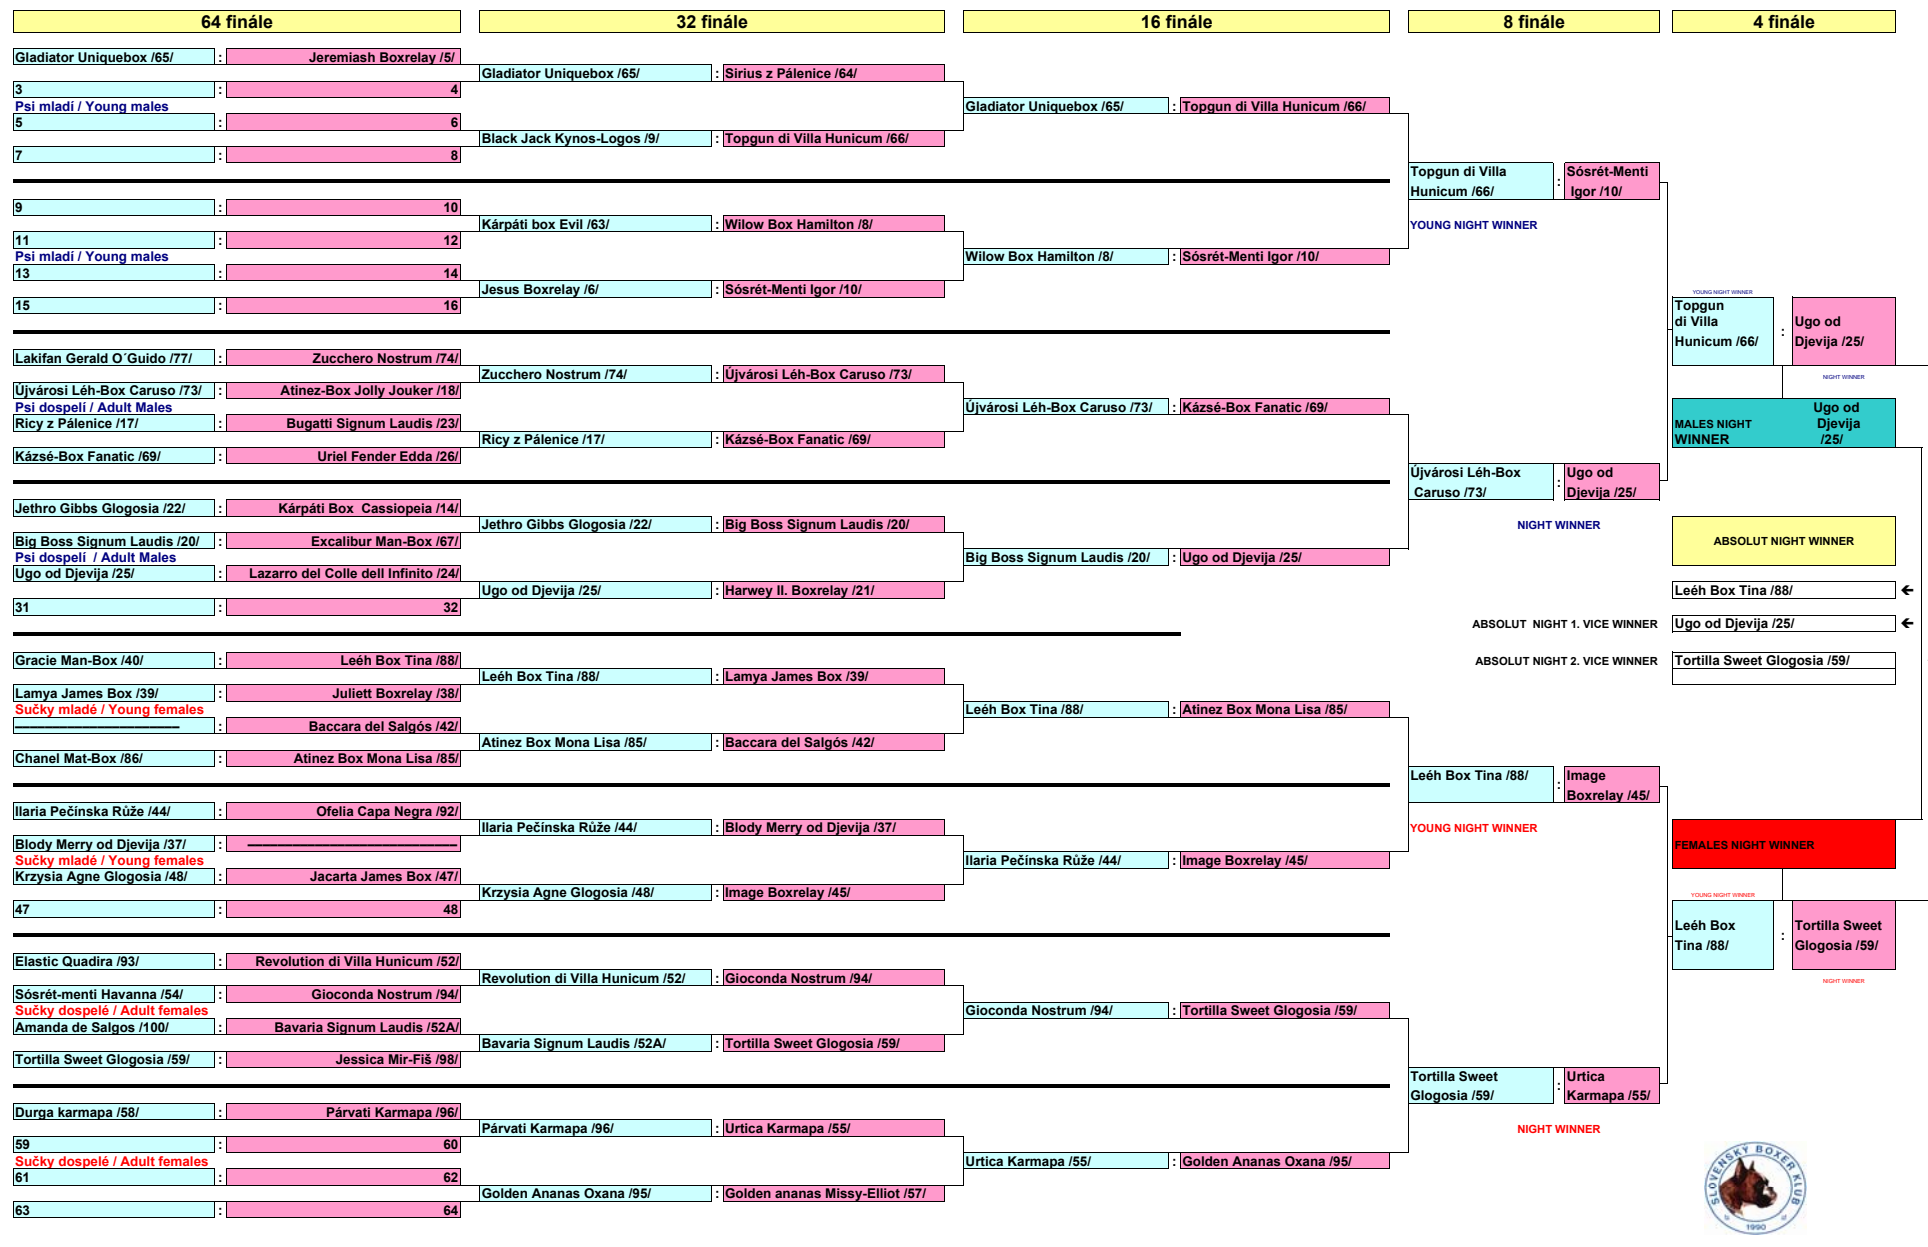 64 finále
32 finále
16 finále
8 finále
4 finále
Gladiator Uniquebox /65/ : Jeremiash Boxrelay /5/
Gladiator Uniquebox /65/ : Sirius z Pálenice /64/
3 : 4
Psi mladí / Young males
Gladiator Uniquebox /65/ : Topgun di Villa Hunicum /66/
5 : 6
Black Jack Kynos-Logos /9/ : Topgun di Villa Hunicum /66/
7 : 8
Topgun di Villa
Hunicum /66/
:
Sósrét-Menti
Igor /10/
9 : 10
Kárpáti box Evil /63/ : Wilow Box Hamilton /8/
YOUNG NIGHT WINNER
11 : 12
Psi mladí / Young males
Wilow Box Hamilton /8/ : Sósrét-Menti Igor /10/
13 : 14
Jesus Boxrelay /6/ : Sósrét-Menti Igor /10/
15 : 16
YOUNG NIGHT WINNER
Topgun
di Villa
Hunicum /66/
:
Ugo od
Djevija /25/
NIGHT WINNER
Lakifan Gerald O´Guido /77/ : Zucchero Nostrum /74/
Zucchero Nostrum /74/ : Újvárosi Léh-Box Caruso /73/
Újvárosi Léh-Box Caruso /73/ : Atinez-Box Jolly Jouker /18/
Psi dospelí / Adult Males
Újvárosi Léh-Box Caruso /73/ : Kázsé-Box Fanatic /69/
Ricy z Pálenice /17/ : Bugatti Signum Laudis /23/
Ricy z Pálenice /17/ : Kázsé-Box Fanatic /69/
Kázsé-Box Fanatic /69/ : Uriel Fender Edda /26/
MALES NIGHT
WINNER
Ugo od
Djevija
/25/
Újvárosi Léh-Box
Caruso /73/
:
Ugo od
Djevija /25/
Jethro Gibbs Glogosia /22/ : Kárpáti Box Cassiopeia /14/
Jethro Gibbs Glogosia /22/ : Big Boss Signum Laudis /20/
NIGHT WINNER
Big Boss Signum Laudis /20/ : Excalibur Man-Box /67/
ABSOLUT NIGHT WINNER
Psi dospelí / Adult Males
Big Boss Signum Laudis /20/ : Ugo od Djevija /25/
Ugo od Djevija /25/ : Lazarro del Colle dell Infinito /24/
Ugo od Djevija /25/ : Harwey II. Boxrelay /21/
Leéh Box Tina /88/ ←
31 : 32
ABSOLUT NIGHT 1. VICE WINNER Ugo od Djevija /25/ ←
ABSOLUT NIGHT 2. VICE WINNER Tortilla Sweet Glogosia /59/
Gracie Man-Box /40/ : Leéh Box Tina /88/
Leéh Box Tina /88/ : Lamya James Box /39/
Lamya James Box /39/ : Juliett Boxrelay /38/
Sučky mladé / Young females
Leéh Box Tina /88/ : Atinez Box Mona Lisa /85/
---------------------- : Baccara del Salgós /42/
Atinez Box Mona Lisa /85/ : Baccara del Salgós /42/
Chanel Mat-Box /86/ : Atinez Box Mona Lisa /85/
Leéh Box Tina /88/
:
Image
Boxrelay /45/
Ilaria Pečínska Růže /44/ : Ofelia Capa Negra /92/
Ilaria Pečínska Růže /44/ : Blody Merry od Djevija /37/
YOUNG NIGHT WINNER
Blody Merry od Djevija /37/ : ----------------------------
FEMALES NIGHT WINNER
Sučky mladé / Young females
Ilaria Pečínska Růže /44/ : Image Boxrelay /45/
Krzysia Agne Glogosia /48/ : Jacarta James Box /47/
Krzysia Agne Glogosia /48/ : Image Boxrelay /45/
47 : 48
YOUNG NIGHT WINNER
Leéh Box
Tina /88/
:
Tortilla Sweet
Glogosia /59/
NIGHT WINNER
Elastic Quadira /93/ : Revolution di Villa Hunicum /52/
Revolution di Villa Hunicum /52/ : Gioconda Nostrum /94/
Sósrét-menti Havanna /54/ : Gioconda Nostrum /94/
Sučky dospelé / Adult females
Gioconda Nostrum /94/ : Tortilla Sweet Glogosia /59/
Amanda de Salgos /100/ : Bavaria Signum Laudis /52A/
Bavaria Signum Laudis /52A/ : Tortilla Sweet Glogosia /59/
Tortilla Sweet Glogosia /59/ : Jessica Mir-Fiš /98/
Tortilla Sweet
Glogosia /59/
:
Urtica
Karmapa /55/
Durga karmapa /58/ : Párvati Karmapa /96/
Párvati Karmapa /96/ : Urtica Karmapa /55/
NIGHT WINNER
59 : 60
Sučky dospelé / Adult females
Urtica Karmapa /55/ : Golden Ananas Oxana /95/
61 : 62
Golden Ananas Oxana /95/ : Golden ananas Missy-Elliot /57/
63 : 64
SLOVENSKÝ BOXER KLUB
1990